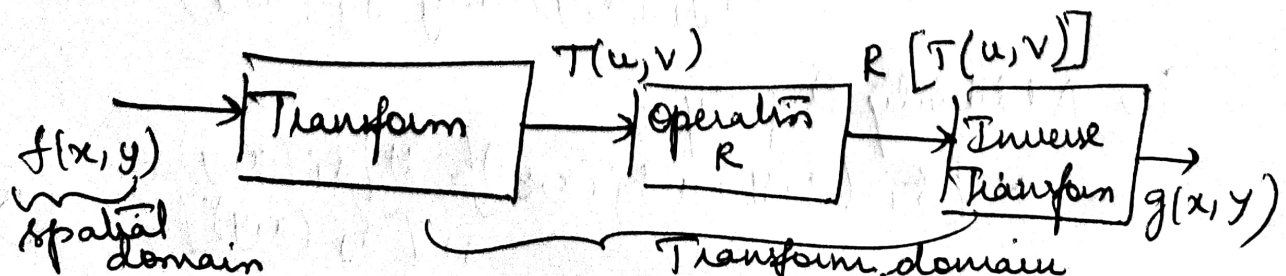 T(u,v)
R [T(u,v)]
f(x,y)
Transform
Operation
R
Inverse
Transform
g(x,y)
spatial
domain
Transform domain